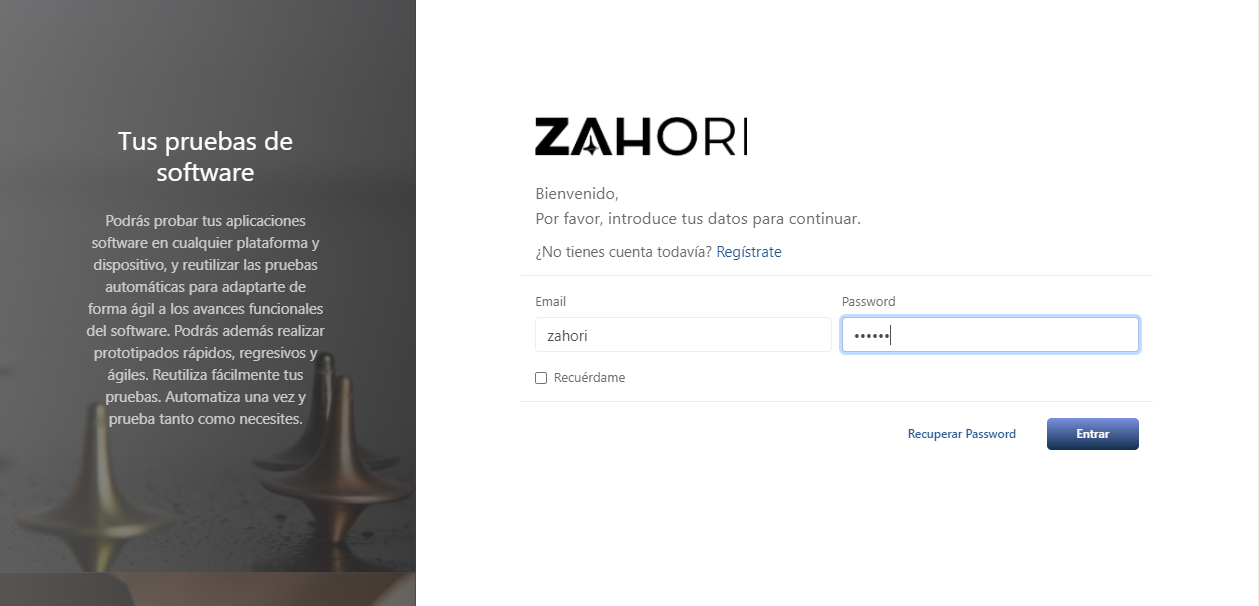 Tus pruebas de
software
Podrás probar tus aplicaciones
software en cualquier plataforma y
dispositivo, y reutilizar las pruebas
automáticas para adaptarte de
forma ágil a los avances funcionales
del software. Podrás además realizar
prototipados rápidos, regresivos y
ágiles. Reutiliza fácilmente tus
pruebas. Automatiza una vez y
prueba tanto como necesites.
ZAHORI
Bienvenido,
Por favor, introduce tus datos para continuar.
¿No tienes cuenta todavía? Regístrate
Email
Password
zahori
••••••
Recuérdame
Recuperar Password
Entrar